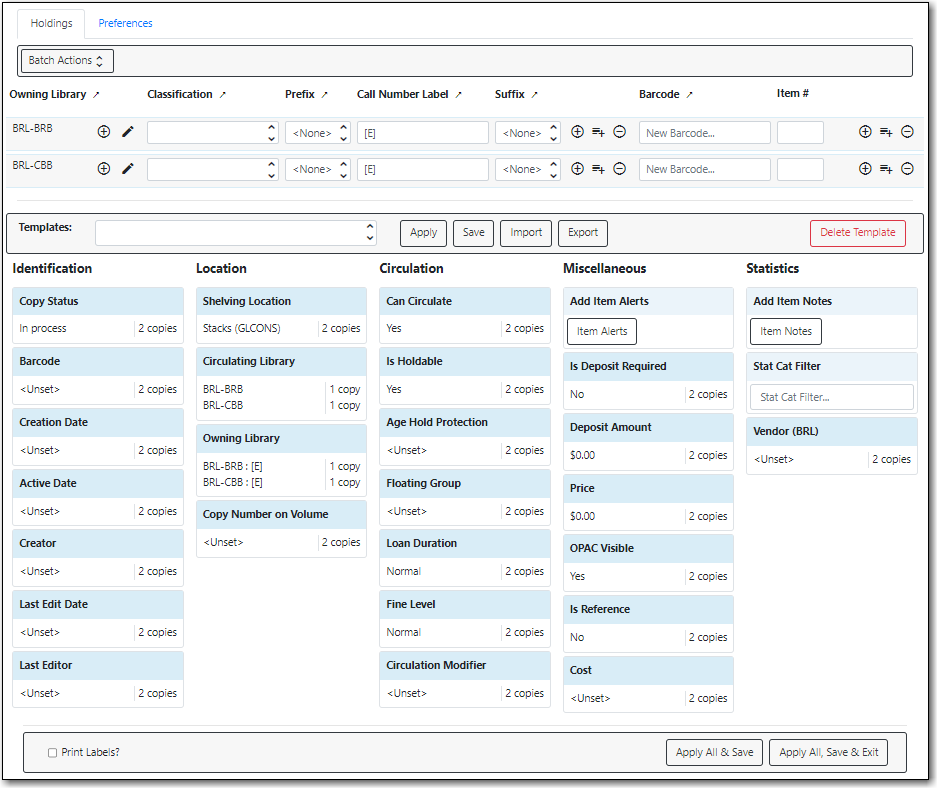 Holdings Preferences
Batch Actions
Owning Library Classification Prefix Call Number Label Suffix Barcode Item #
BRL-BRB <None> [E] <None> New Barcode...
BRL-CBB <None> [E] <None> New Barcode...
Templates: Apply Save Import Export Delete Template
Identification
Copy Status
In process 2 copies
Barcode
<Unset> 2 copies
Creation Date
<Unset> 2 copies
Active Date
<Unset> 2 copies
Creator
<Unset> 2 copies
Last Edit Date
<Unset> 2 copies
Last Editor
<Unset> 2 copies
Location
Shelving Location
Stacks (GLCONS) 2 copies
Circulating Library
BRL-BRB 1 copy
BRL-CBB 1 copy
Owning Library
BRL-BRB : [E] 1 copy
BRL-CBB : [E] 1 copy
Copy Number on Volume
<Unset> 2 copies
Circulation
Can Circulate
Yes 2 copies
Is Holdable
Yes 2 copies
Age Hold Protection
<Unset> 2 copies
Floating Group
<Unset> 2 copies
Loan Duration
Normal 2 copies
Fine Level
Normal 2 copies
Circulation Modifier
<Unset> 2 copies
Miscellaneous
Add Item Alerts
Item Alerts
Is Deposit Required
No 2 copies
Deposit Amount
$0.00 2 copies
Price
$0.00 2 copies
OPAC Visible
Yes 2 copies
Is Reference
No 2 copies
Cost
<Unset> 2 copies
Statistics
Add Item Notes
Item Notes
Stat Cat Filter
Stat Cat Filter...
Vendor (BRL)
<Unset> 2 copies
Print Labels? Apply All & Save Apply All, Save & Exit